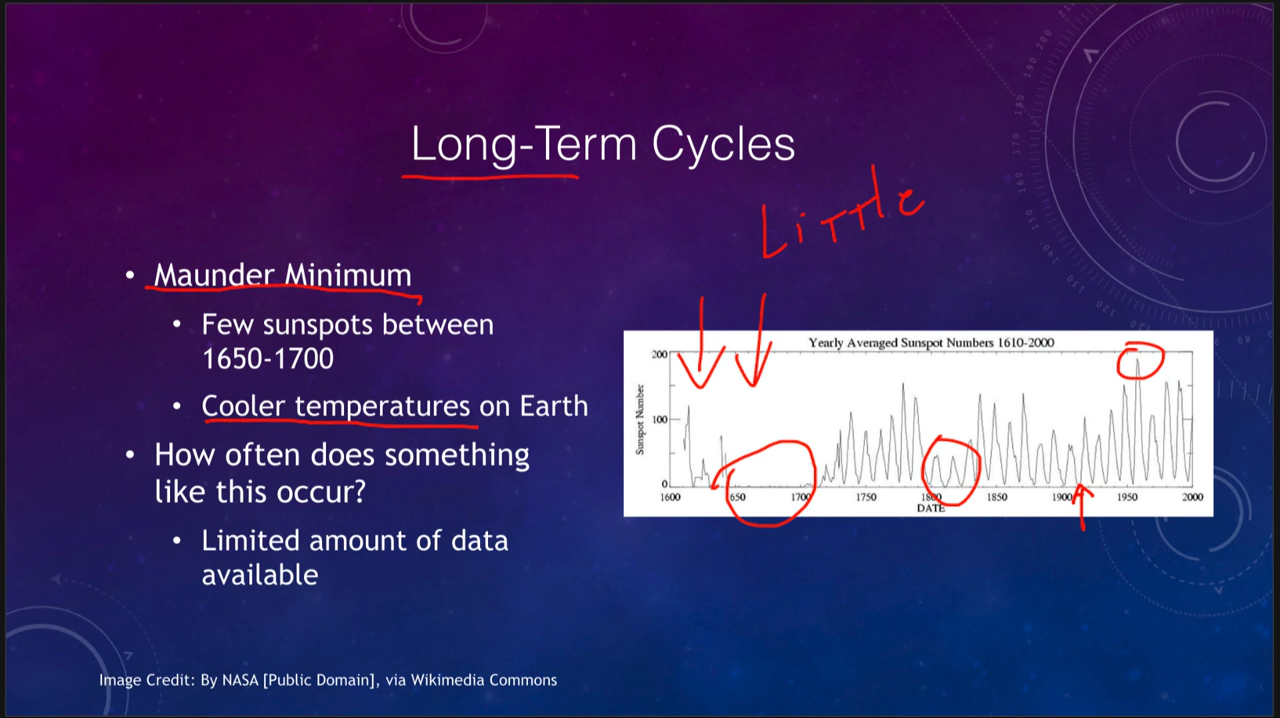 Long-Term Cycles
Little
• Maunder Minimum
• Few sunspots between
1650-1700
• Cooler temperatures on Earth
• How often does something
like this occur?
• Limited amount of data
available
Yearly Averaged Sunspot Numbers 1610-2000
Sunspot Number
200
100
0
1600 650 1700 1750 1800 1850 1900 1950 2000
DATE
Image Credit: By NASA [Public Domain], via Wikimedia Commons